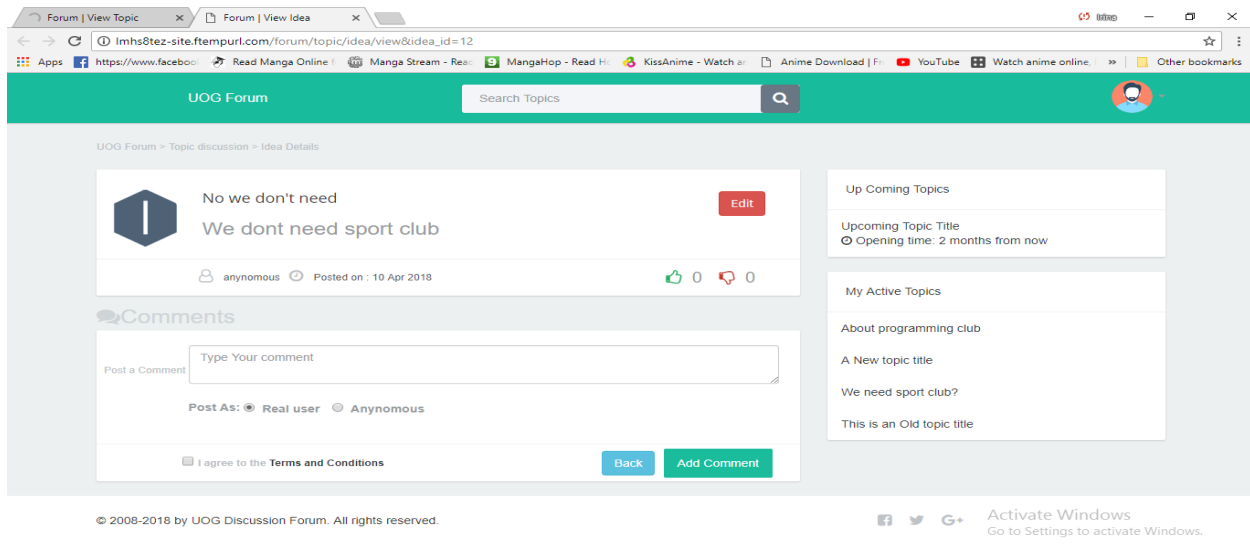 Forum | View Topic
Forum | View Idea
lmhs8tez-site.ftempurl.com/forum/topic/idea/view&idea_id=12
Apps https://www.faceboo Read Manga Online Manga Stream - Rea MangaHop - Read H KissAnime - Watch a Anime Download | Fr YouTube Watch anime online, » Other bookmarks
UOG Forum
Search Topics
UOG Forum > Topic discussion > Idea Details
No we don't need
Edit
We dont need sport club
I
anynomous Posted on : 10 Apr 2018
0 0
Comments
Post a Comment
Type Your comment
Post As: Real user Anynomous
I agree to the Terms and Conditions
Back
Add Comment
Up Coming Topics
Upcoming Topic Title
Opening time: 2 months from now
My Active Topics
About programming club
A New topic title
We need sport club?
This is an Old topic title
© 2008-2018 by UOG Discussion Forum. All rights reserved.
Activate Windows
Go to Settings to activate Windows.